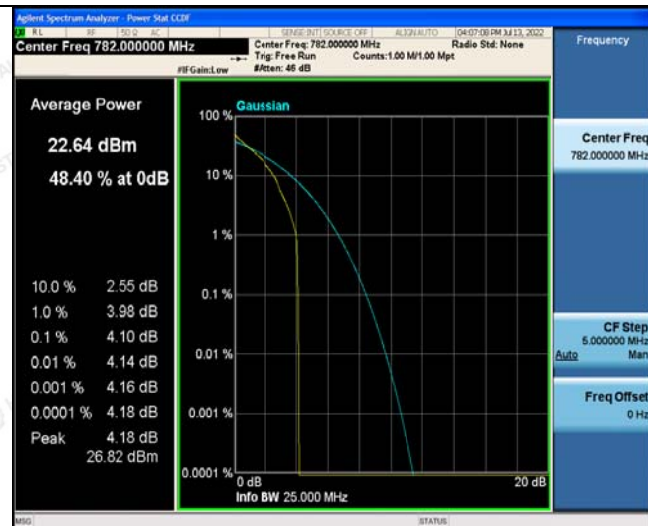 Agilent Spectrum Analyzer - Power Stat CCDF
RL RF 50 Ω AC SENSE:INT SOURCE OFF ALIGN AUTO 04:07:08 PM Jul 13, 2022
Center Freq 782.000000 MHz
Center Freq: 782.000000 MHz Radio Std: None
Trig: Free Run Counts:1.00 M/1.00 Mpt
#IFGain:Low #Atten: 46 dB
Frequency
Average Power
22.64 dBm
48.40 % at 0dB
10.0 % 2.55 dB
1.0 % 3.98 dB
0.1 % 4.10 dB
0.01 % 4.14 dB
0.001 % 4.16 dB
0.0001 % 4.18 dB
Peak 4.18 dB
26.82 dBm
Gaussian
100 %
10 %
1 %
0.1 %
0.01 %
0.001 %
0.0001 %
0 dB 20 dB
Info BW 25.000 MHz
Center Freq
782.000000 MHz
CF Step
5.000000 MHz
Auto Man
Freq Offset
0 Hz
MSG STATUS